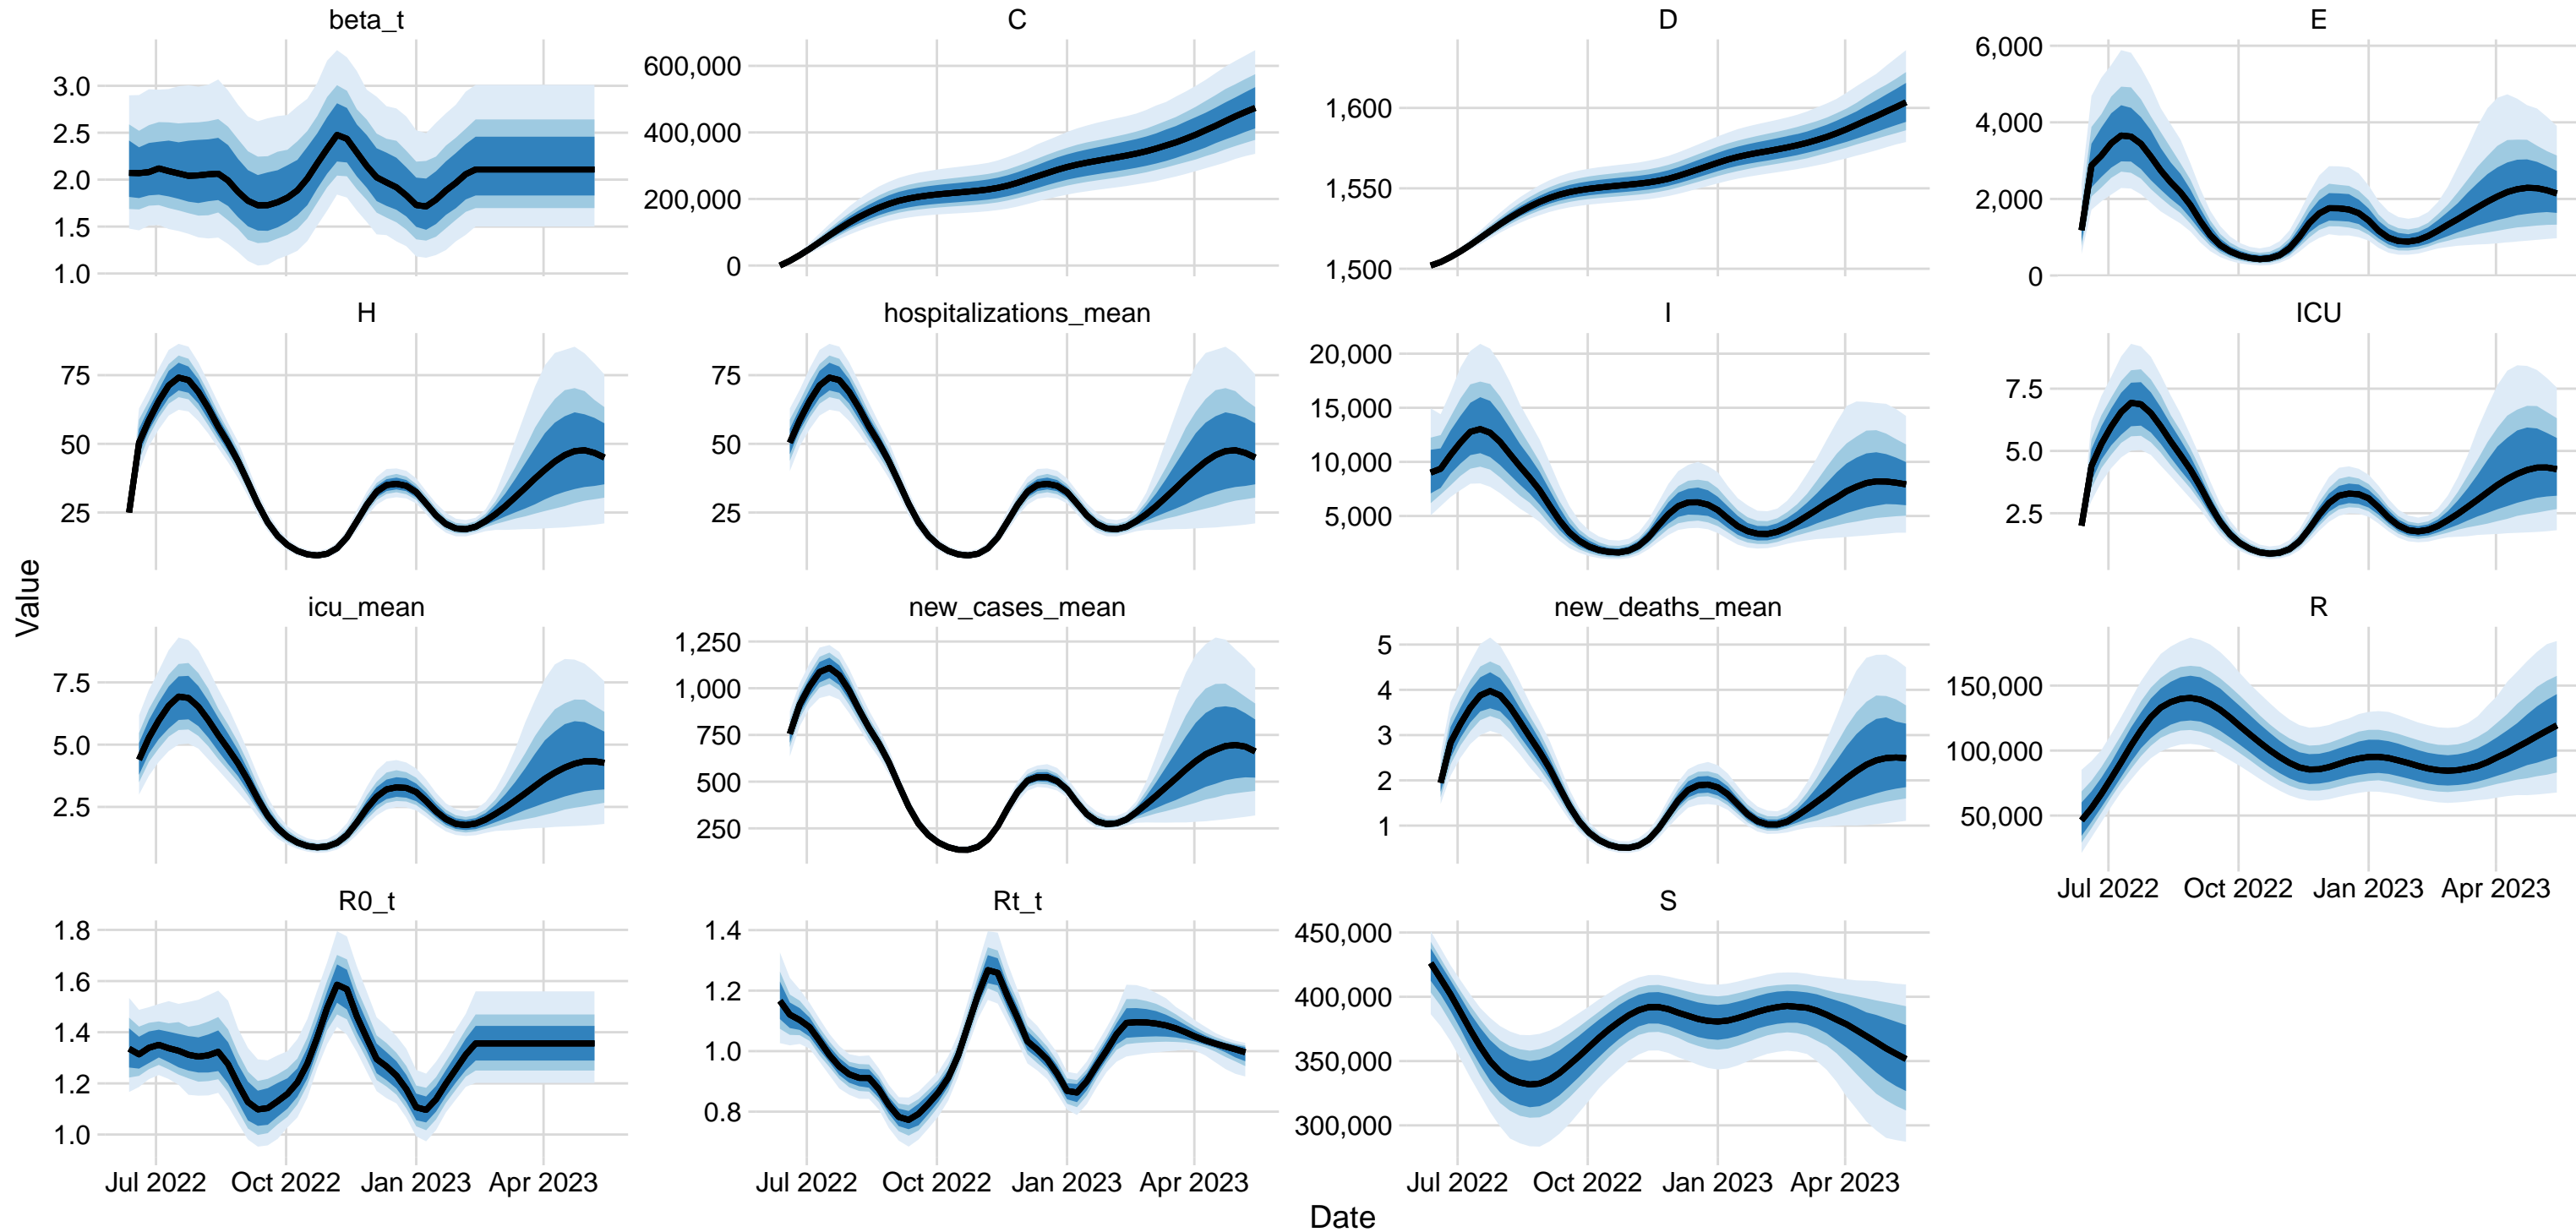 beta_t
C
D
E
3.0
2.5
2.0
1.5
1.0
600,000
400,000
200,000
0
1,600
1,550
1,500
6,000
4,000
2,000
0
H
hospitalizations_mean
I
ICU
75
50
25
75
50
25
20,000
15,000
10,000
5,000
7.5
5.0
2.5
icu_mean
new_cases_mean
new_deaths_mean
R
7.5
5.0
2.5
1,250
1,000
750
500
250
5
4
3
2
1
150,000
100,000
50,000
Jul 2022 Oct 2022 Jan 2023 Apr 2023
R0_t
Rt_t
S
1.8
1.6
1.4
1.2
1.0
1.4
1.2
1.0
0.8
450,000
400,000
350,000
300,000
Jul 2022 Oct 2022 Jan 2023 Apr 2023
Jul 2022 Oct 2022 Jan 2023 Apr 2023
Jul 2022 Oct 2022 Jan 2023 Apr 2023
Value
Date